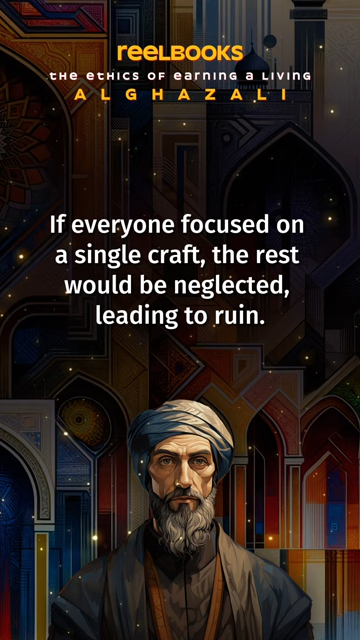 reelBOOKS
the ethics of earning a living
ALGHAZALI
If everyone focused on
a single craft, the rest
would be neglected,
leading to ruin.